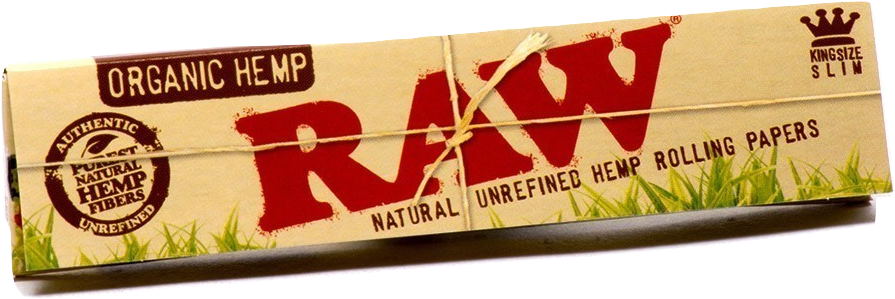 ORGANIC HEMP
RAW®
KINGSIZE
SLIM
AUTHENTIC
PUREST
NATURAL
HEMP
FIBERS
UNREFINED
NATURAL UNREFINED HEMP ROLLING PAPERS